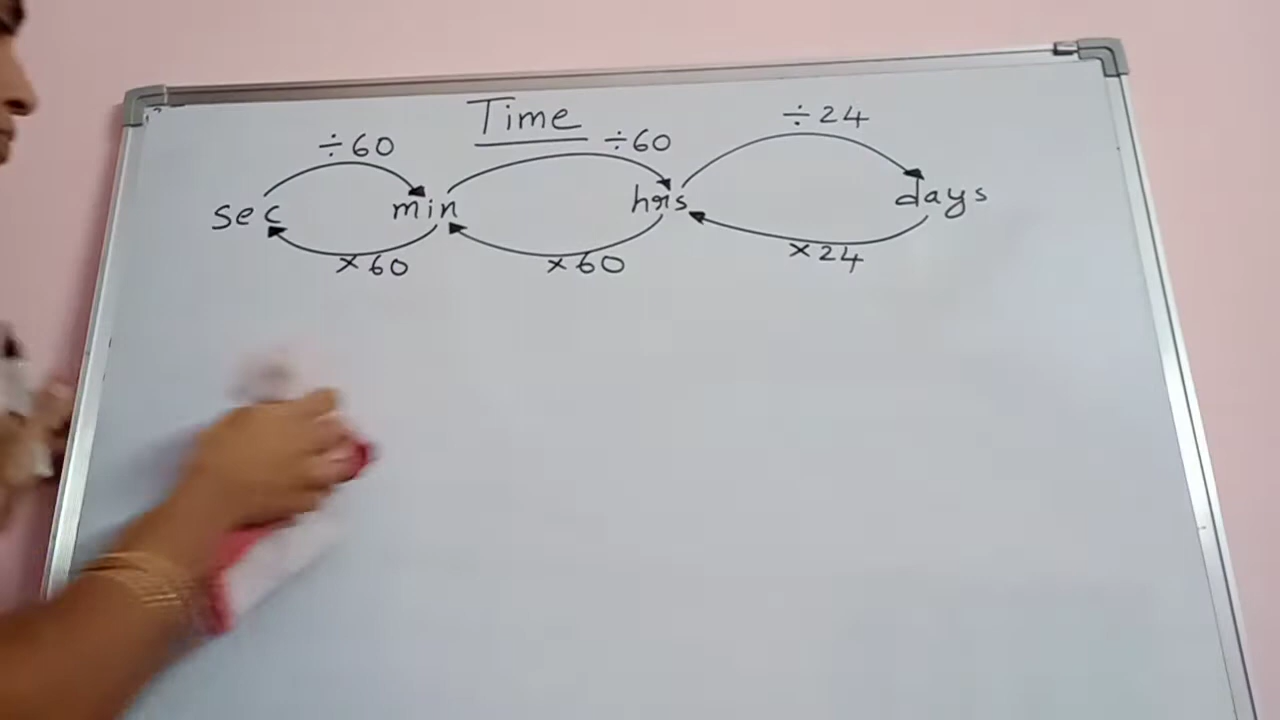 Time
÷60 ÷60 ÷24
sec min hrs days
×60 ×60 ×24